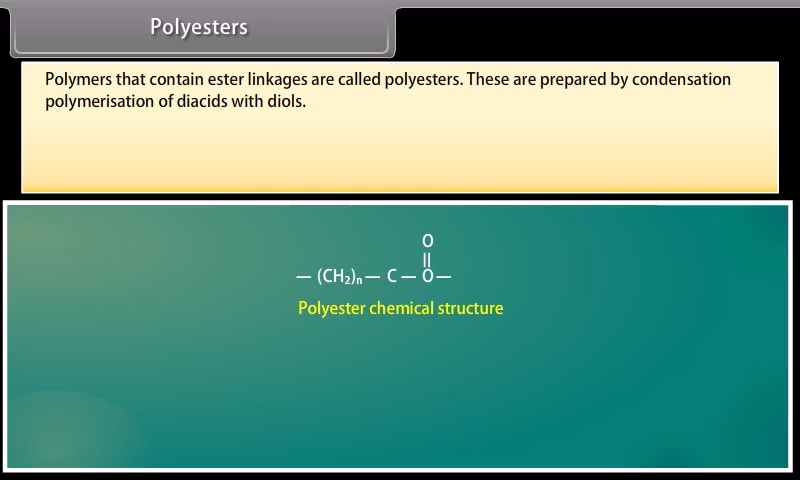 Polyesters
Polymers that contain ester linkages are called polyesters. These are prepared by condensation
polymerisation of diacids with diols.
O
||
— (CH₂)ₙ — C — O —
Polyester chemical structure